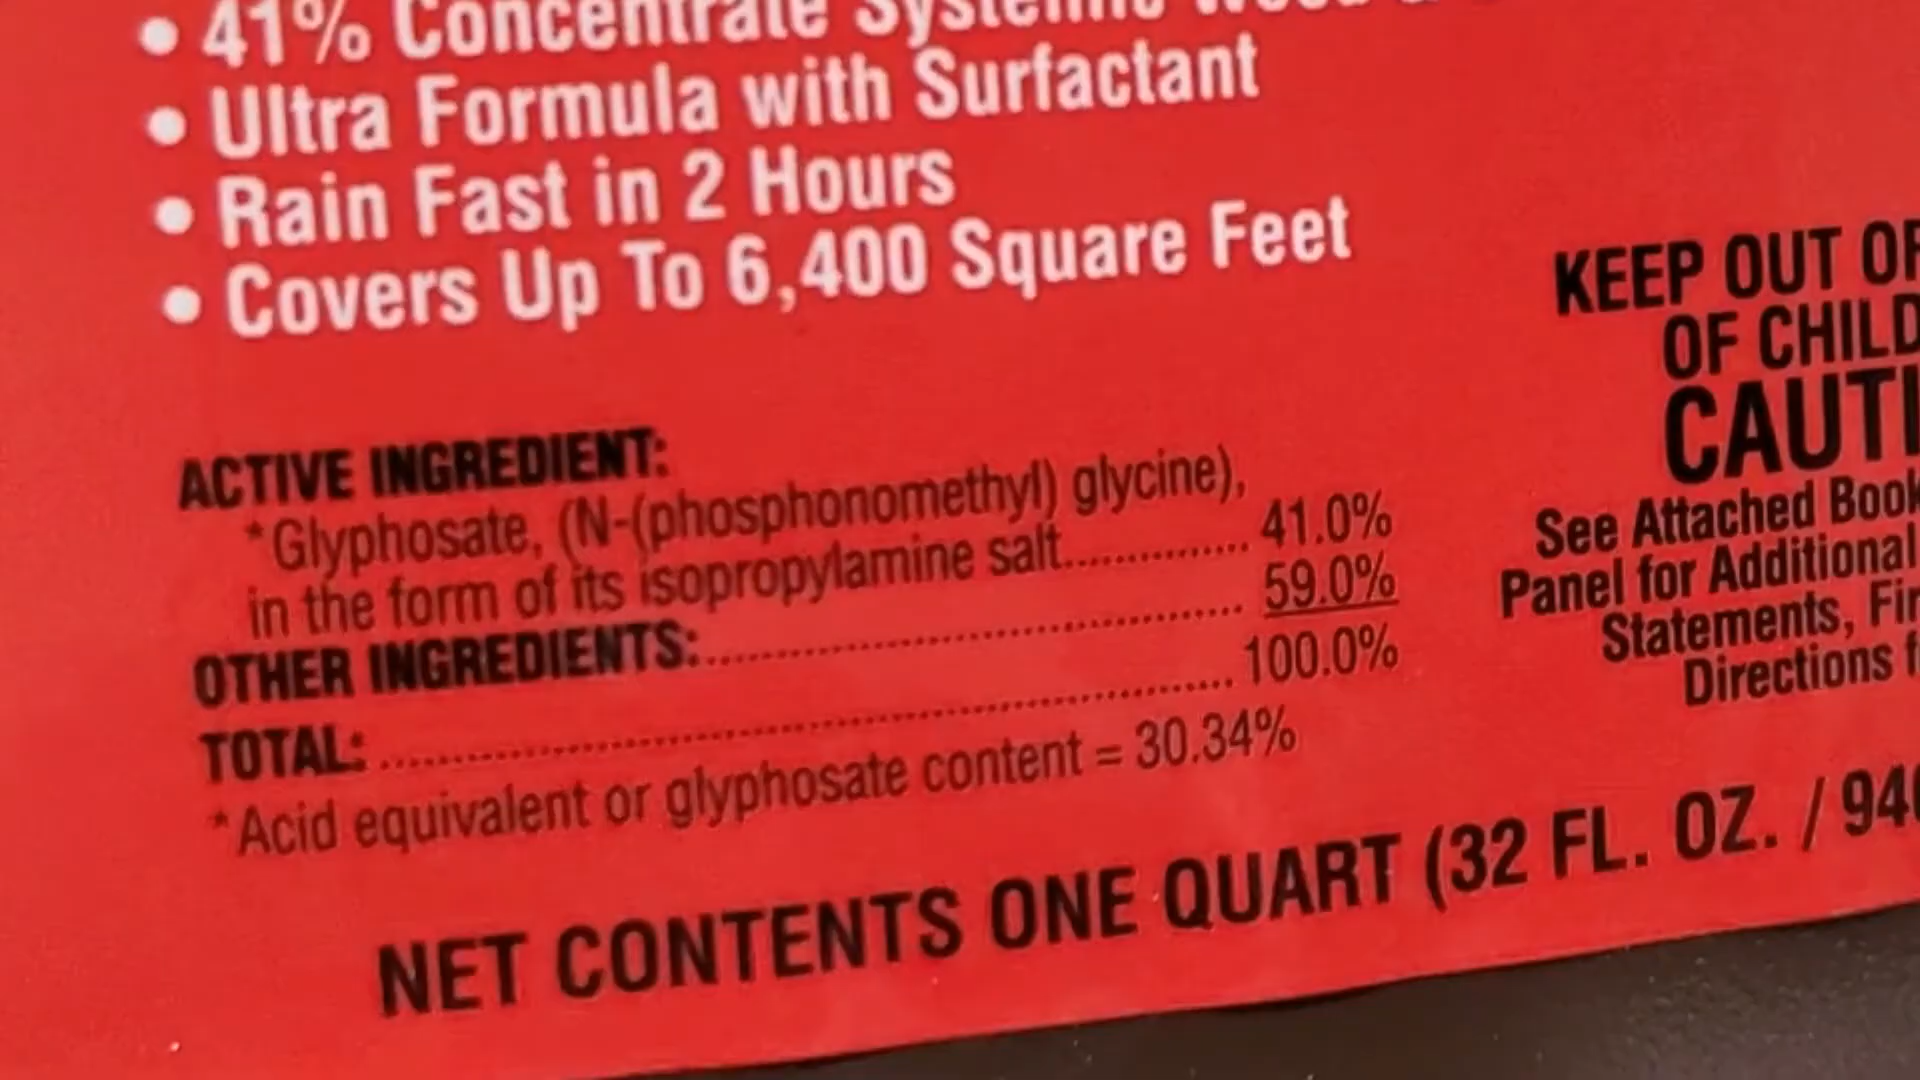 • 41% Concentrate Systemic Weed
• Ultra Formula with Surfactant
• Rain Fast in 2 Hours
• Covers Up To 6,400 Square Feet
KEEP OUT OF
OF CHILD
CAUTI
See Attached Book
Panel for Additional
Statements, Fir
Directions f
ACTIVE INGREDIENT:
*Glyphosate, (N-(phosphonomethyl) glycine),
in the form of its isopropylamine salt.............. 41.0%
OTHER INGREDIENTS:.......................................... 59.0%
TOTAL: ................................................................ 100.0%
*Acid equivalent or glyphosate content = 30.34%
NET CONTENTS ONE QUART (32 FL. OZ. / 94